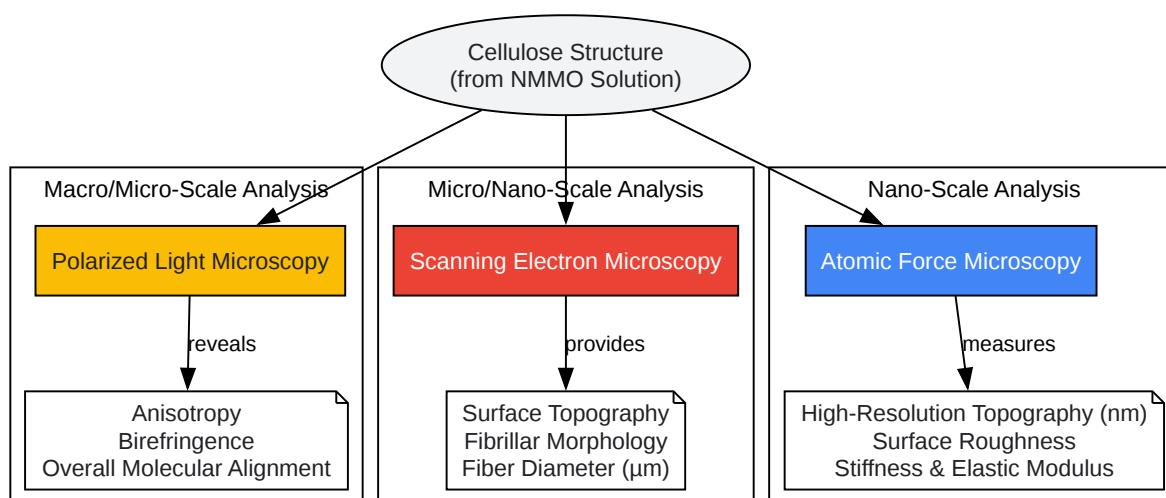 Cellulose Structure
(from NMMO Solution)
Macro/Micro-Scale Analysis
Micro/Nano-Scale Analysis
Nano-Scale Analysis
Polarized Light Microscopy
Scanning Electron Microscopy
Atomic Force Microscopy
reveals
provides
measures
Anisotropy
Birefringence
Overall Molecular Alignment
Surface Topography
Fibrillar Morphology
Fiber Diameter (µm)
High-Resolution Topography (nm)
Surface Roughness
Stiffness & Elastic Modulus